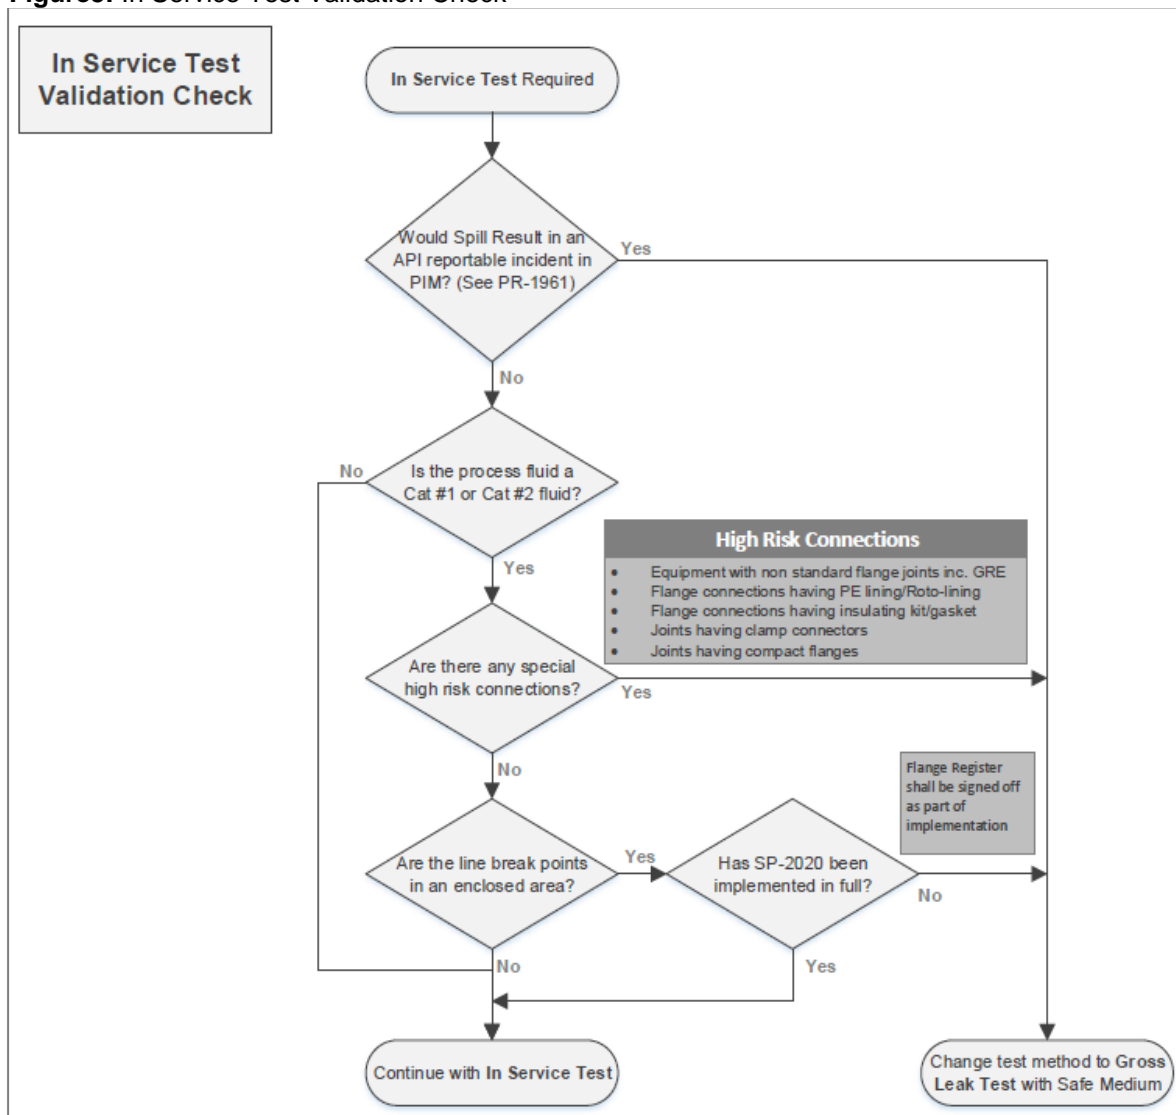 Figures: In Service Test Validation Check
In Service Test
Validation Check
In Service Test Required
Would Spill Result in an
API reportable incident in
PIM? (See PR-1961)
Yes
No
Is the process fluid a
Cat #1 or Cat #2 fluid?
No
Yes
High Risk Connections
• Equipment with non standard flange joints inc. GRE
• Flange connections having PE lining/Roto-lining
• Flange connections having insulating kit/gasket
• Joints having clamp connectors
• Joints having compact flanges
Are there any special
high risk connections?
Yes
No
Flange Register
shall be signed off
as part of
implementation
Are the line break points
in an enclosed area?
Yes
Has SP-2020 been
implemented in full?
No
No
Yes
Continue with In Service Test
Change test method to Gross
Leak Test with Safe Medium